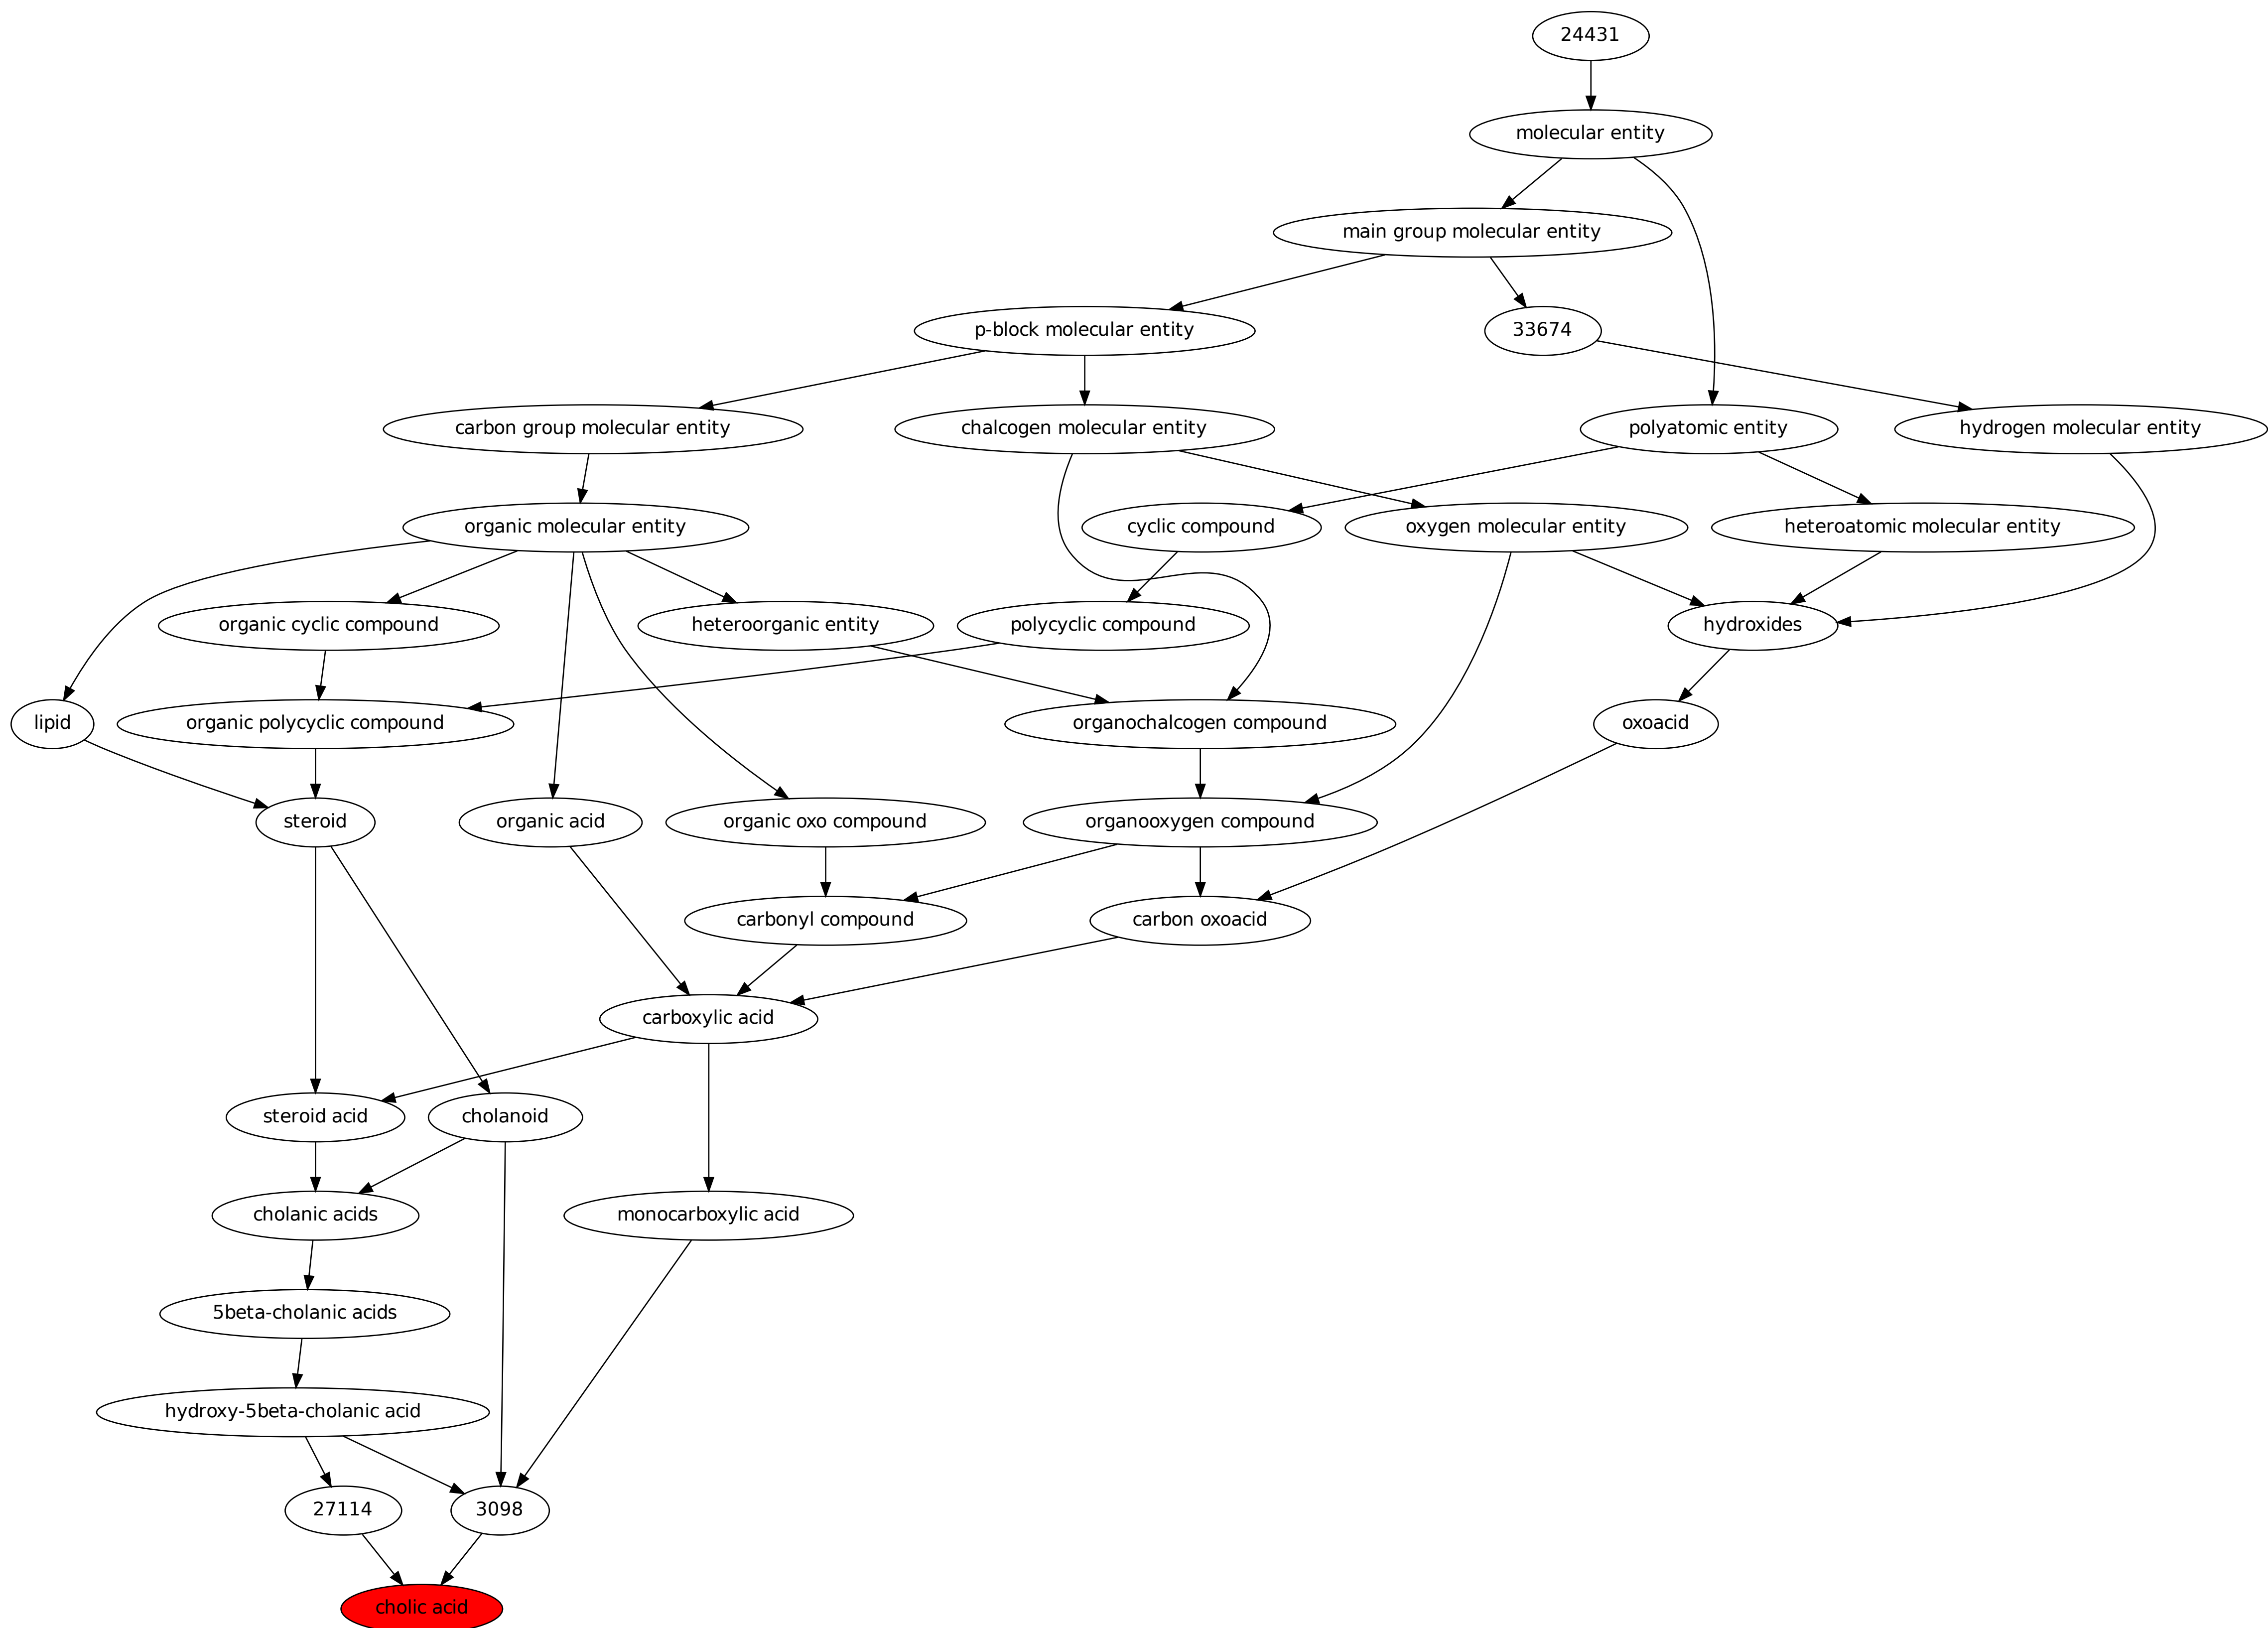 24431
molecular entity
main group molecular entity
p-block molecular entity
33674
carbon group molecular entity
chalcogen molecular entity
polyatomic entity
hydrogen molecular entity
organic molecular entity
cyclic compound
oxygen molecular entity
heteroatomic molecular entity
organic cyclic compound
heteroorganic entity
polycyclic compound
hydroxides
lipid
organic polycyclic compound
organochalcogen compound
oxoacid
steroid
organic acid
organic oxo compound
organooxygen compound
carbonyl compound
carbon oxoacid
carboxylic acid
steroid acid
cholanoid
cholanic acids
monocarboxylic acid
5beta-cholanic acids
hydroxy-5beta-cholanic acid
27114
3098
cholic acid